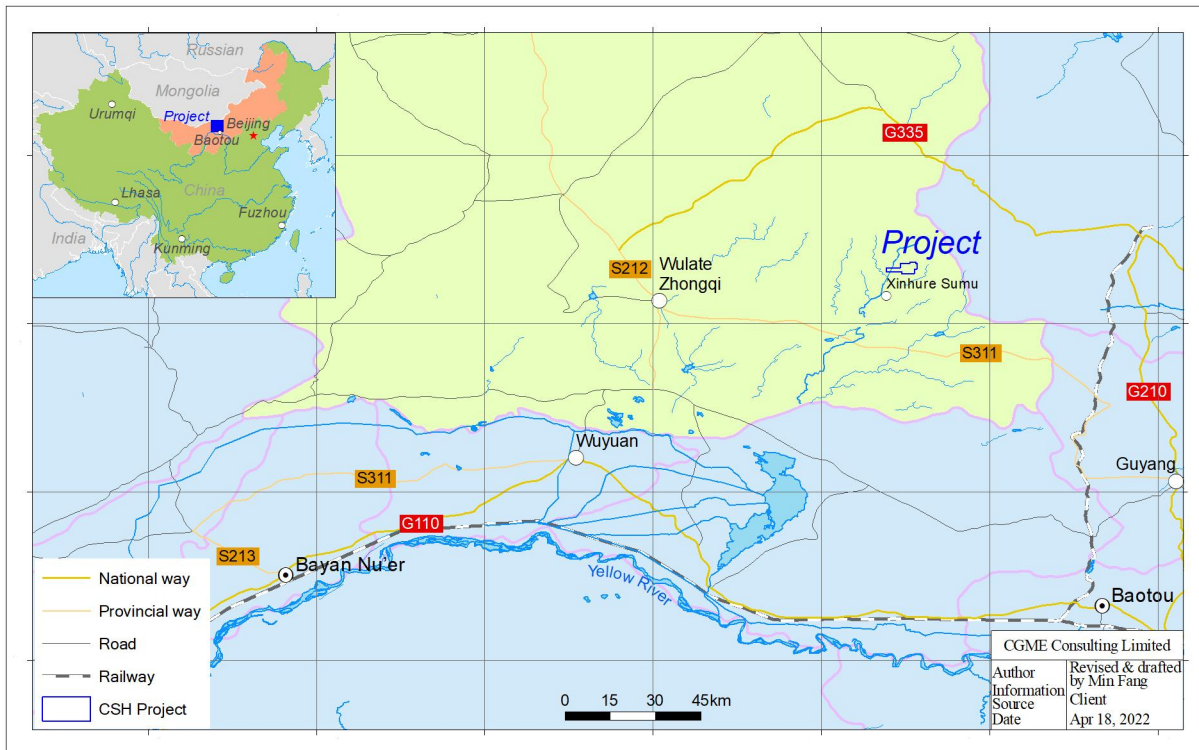 Russian
Mongolia
Urumqi
Project
Beijing
Baotou
Lhasa
China
Fuzhou
India
Kunming
G335
Project
S212
Wulate
Zhongqi
Xinhure Sumu
S311
G210
Wuyuan
Guyang
S311
G110
S213
Bayan Nu'er
Yellow River
Baotou
National way
Provincial way
Road
Railway
CSH Project
0 15 30 45km
CGME Consulting Limited
Author Revised & drafted by Min Fang
Information Source Client
Date Apr 18, 2022